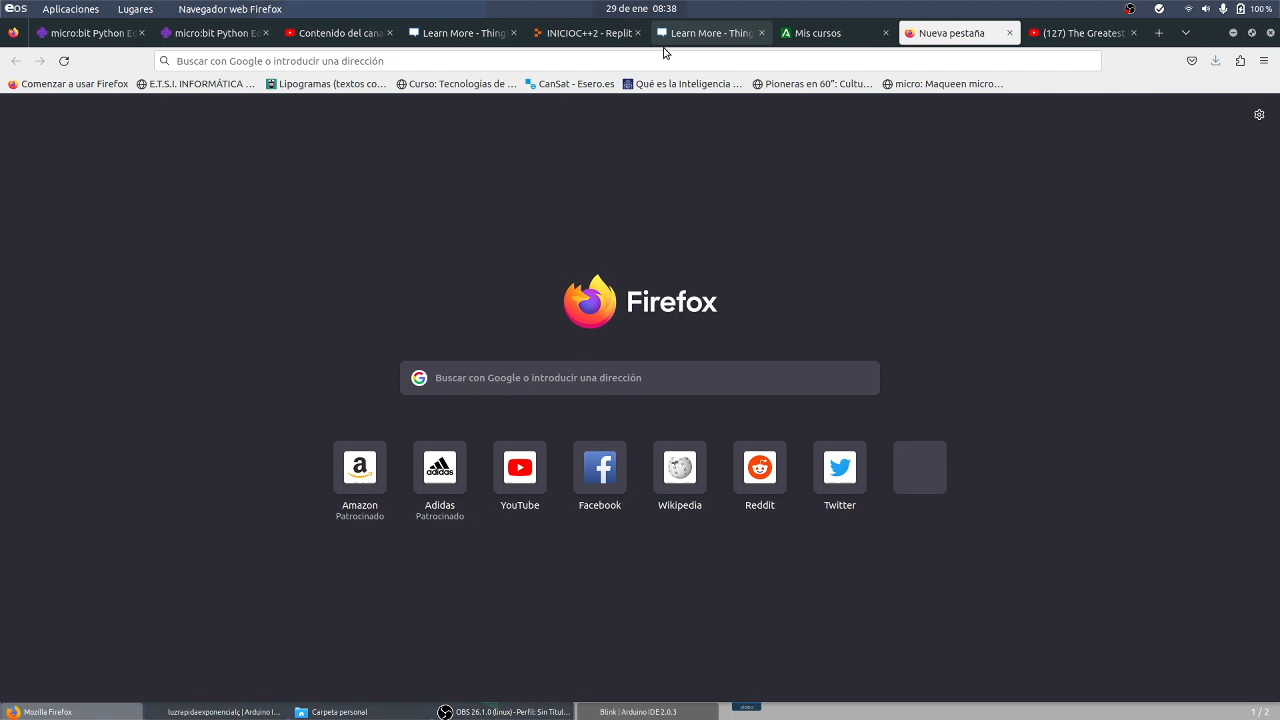 eos Aplicaciones Lugares Navegador web Firefox 29 de ene 08:38 100 %
micro:bit Python Ed micro:bit Python Ed Contenido del cana Learn More - Thing: INICIOC++2 - Replit Learn More - Thing Mis cursos Nueva pestaña (127) The Greatest
Buscar con Google o introducir una dirección
Comenzar a usar Firefox E.T.S.I. INFORMÁTICA ... Lipogramas (textos co... Curso: Tecnologías de ... CanSat - Esero.es Qué es la Inteligencia ... Pioneras en 60": Cultu... micro: Maqueen micro...
Firefox
Buscar con Google o introducir una dirección
Amazon Adidas YouTube Facebook Wikipedia Reddit Twitter
Patrocinado Patrocinado
Mozilla Firefox luzrapidaexponencialç | Arduino I... Carpeta personal OBS 26.1.0 (linux) - Perfil: Sin Títul... Blink | Arduino IDE 2.0.3 video 1 / 2